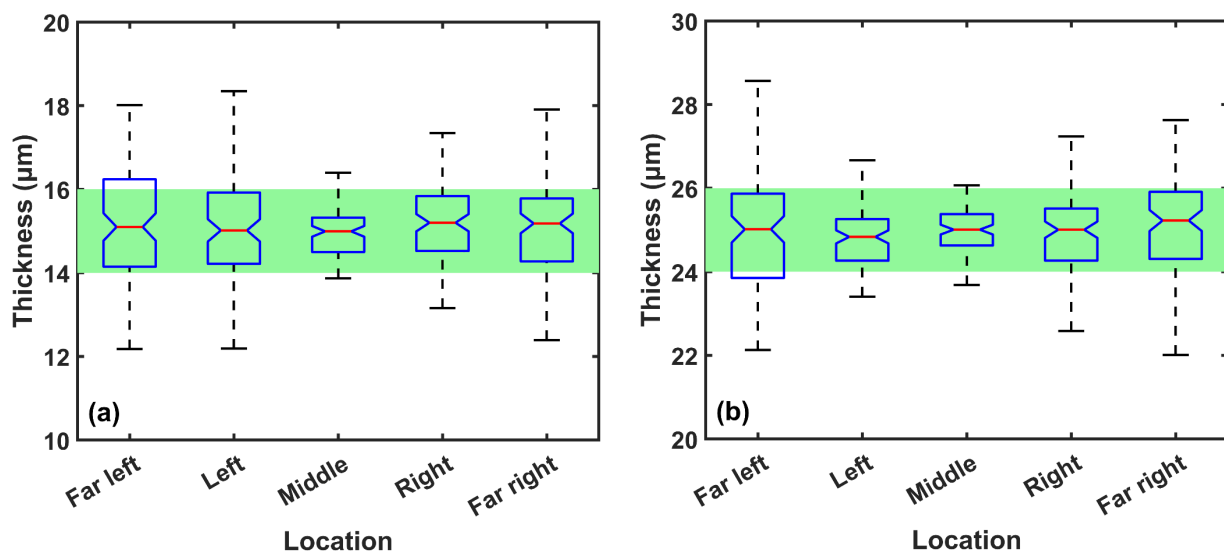 20
18
16
14
12
10
Thickness (µm)
(a)
Far left
Left
Middle
Right
Far right
Location
30
28
26
24
22
20
Thickness (µm)
(b)
Far left
Left
Middle
Right
Far right
Location